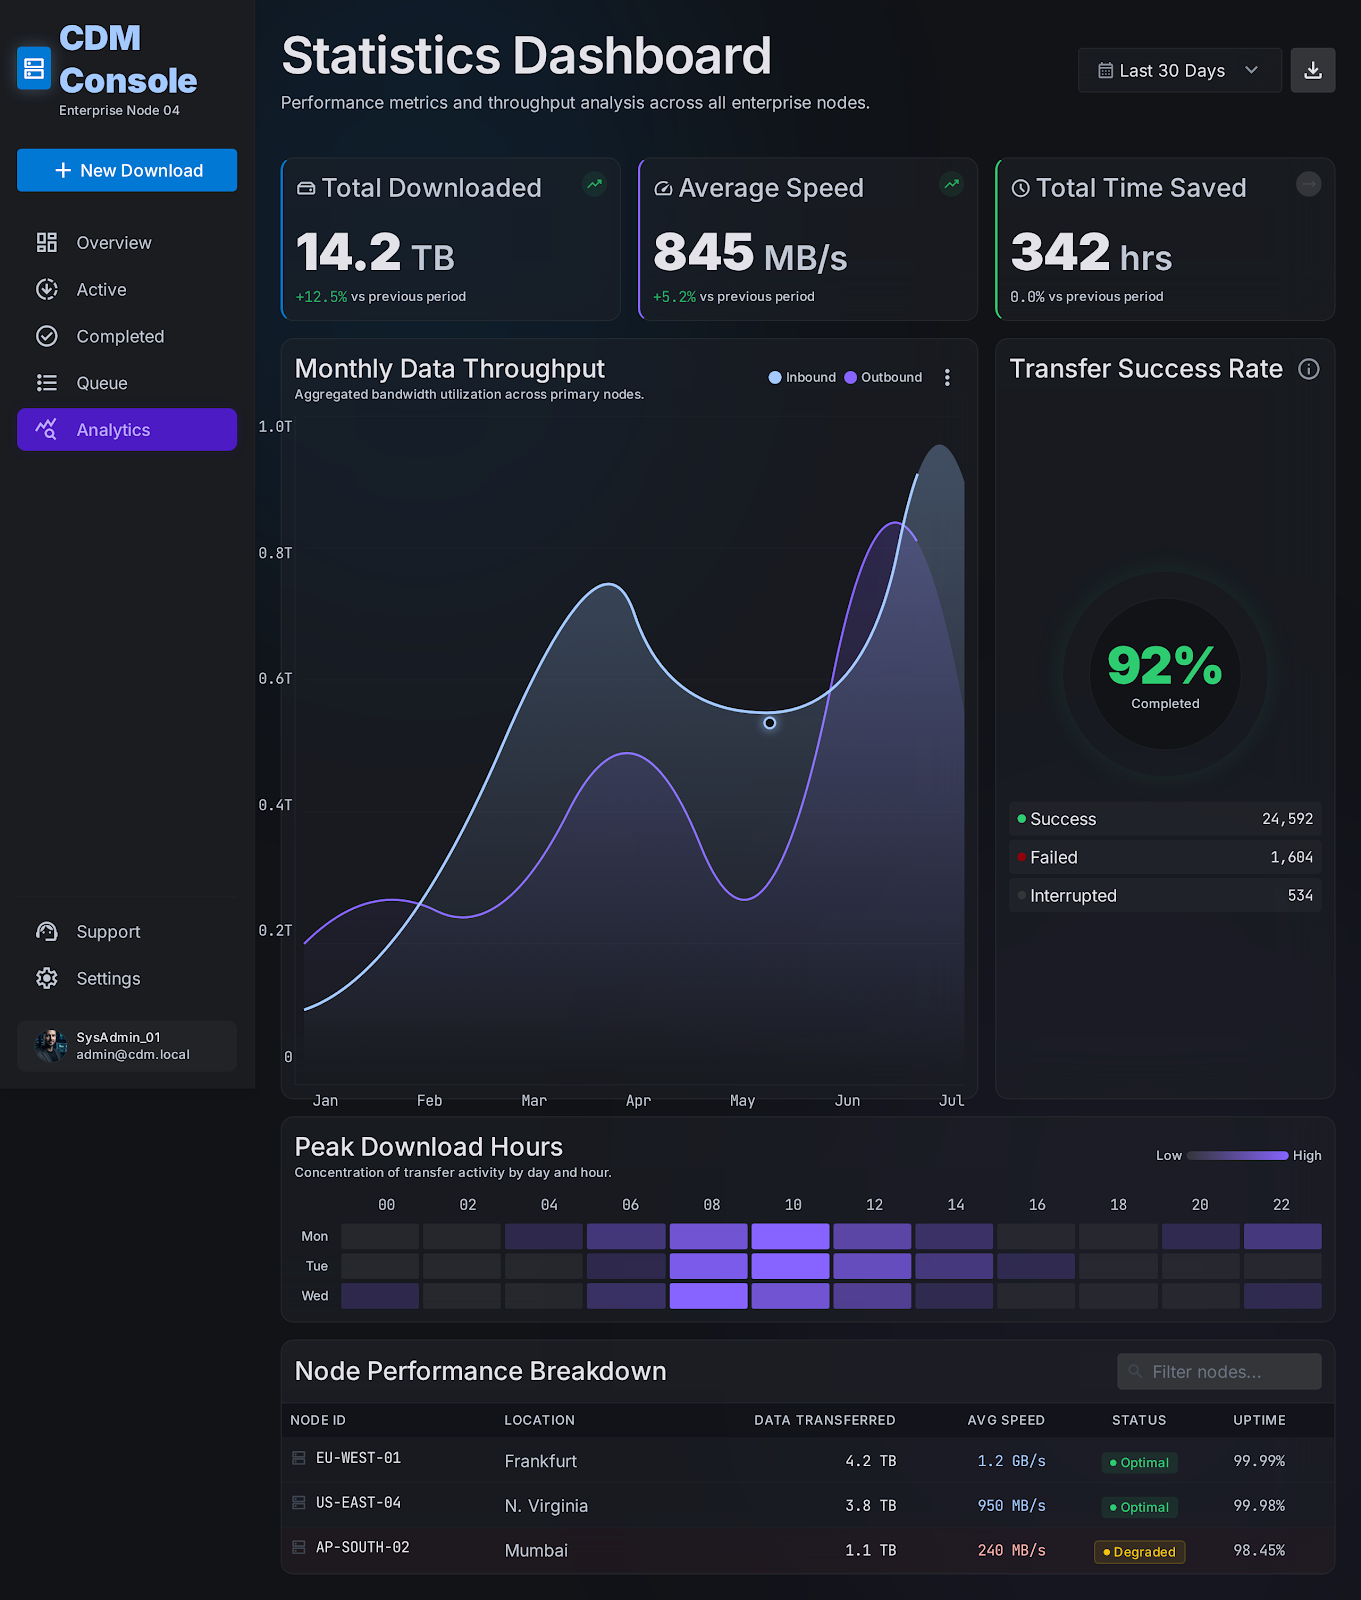 CDM
Console
Enterprise Node 04
New Download
Overview
Active
Completed
Queue
Analytics
Support
Settings
SysAdmin_01
admin@cdm.local
Statistics Dashboard
Performance metrics and throughput analysis across all enterprise nodes.
Last 30 Days
Total Downloaded
14.2 TB
+12.5% vs previous period
Average Speed
845 MB/s
+5.2% vs previous period
Total Time Saved
342 hrs
0.0% vs previous period
Monthly Data Throughput
Aggregated bandwidth utilization across primary nodes.
Inbound Outbound
1.0T
0.8T
0.6T
0.4T
0.2T
0
Jan Feb Mar Apr May Jun Jul
Transfer Success Rate
92%
Completed
Success 24,592
Failed 1,604
Interrupted 534
Peak Download Hours
Concentration of transfer activity by day and hour.
Low High
00 02 04 06 08 10 12 14 16 18 20 22
Mon
Tue
Wed
Node Performance Breakdown
Filter nodes...
NODE ID LOCATION DATA TRANSFERRED AVG SPEED STATUS UPTIME
EU-WEST-01 Frankfurt 4.2 TB 1.2 GB/s Optimal 99.99%
US-EAST-04 N. Virginia 3.8 TB 950 MB/s Optimal 99.98%
AP-SOUTH-02 Mumbai 1.1 TB 240 MB/s Degraded 98.45%